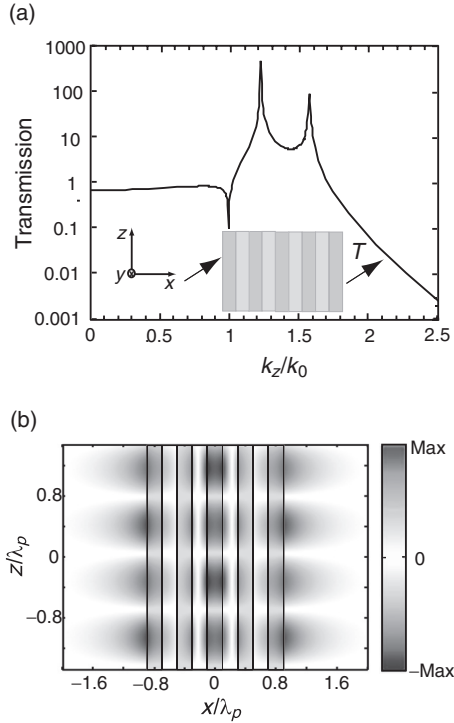 (a)
Transmission
1000
100
10
1
0.1
0.01
0.001
z
y
x
T
0
0.5
1
1.5
2
2.5
k_z/k_0
(b)
z/λ_p
0.8
0
−0.8
−1.6
−0.8
0
0.8
1.6
x/λ_p
Max
0
−Max